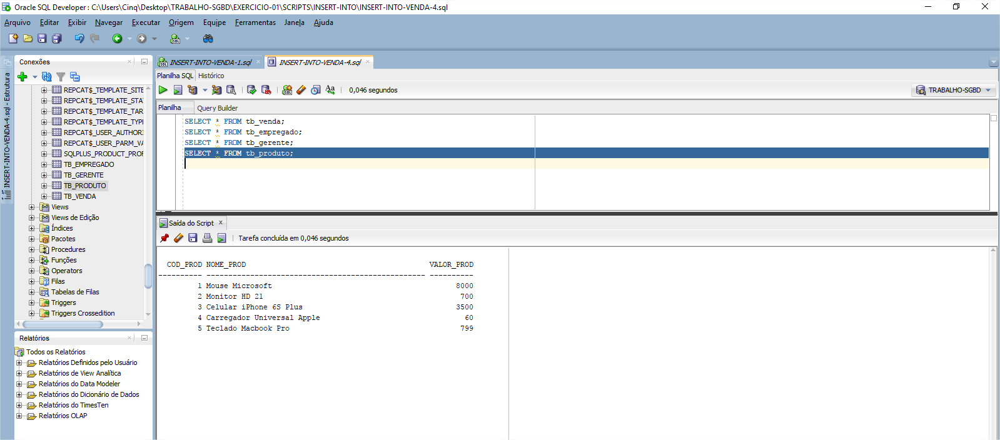 Oracle SQL Developer : C:\Users\Cinq\Desktop\TRABALHO-SGBD\EXERCICIO-01\SCRIPTS\INSERT-INTO\INSERT-INTO-VENDA-4.sql
Arquivo Editar Exibir Navegar Executar Origem Equipe Ferramentas Janela Ajuda
INSERT-INTO-VENDA-4.sql - Estrutura
Conexões
REPCAT$_TEMPLATE_SITE
REPCAT$_TEMPLATE_STA
REPCAT$_TEMPLATE_TAR
REPCAT$_TEMPLATE_TYPE
REPCAT$_USER_AUTHORI
REPCAT$_USER_PARM_VA
SQLPLUS_PRODUCT_PROF
TB_EMPREGADO
TB_GERENTE
TB_PRODUTO
TB_VENDA
Views
Views de Edição
Índices
Pacotes
Procedures
Funções
Operators
Filas
Tabelas de Filas
Triggers
Triggers Crossedition
Relatórios
Todos os Relatórios
Relatórios Definidos pelo Usuário
Relatórios de View Analítica
Relatórios do Data Modeler
Relatórios do Dicionário de Dados
Relatórios do TimesTen
Relatórios OLAP
INSERT-INTO-VENDA-1.sql INSERT-INTO-VENDA-4.sql
Planilha SQL Histórico
0,046 segundos
TRABALHO-SGBD
Planilha Query Builder
SELECT * FROM tb_venda;
SELECT * FROM tb_empregado;
SELECT * FROM tb_gerente;
SELECT * FROM tb_produto;
Saída do Script x
Tarefa concluída em 0,046 segundos
COD_PROD NOME_PROD VALOR_PROD
---------- -------------------------------------------------- ----------
1 Mouse Microsoft 8000
2 Monitor HD 21 700
3 Celular iPhone 6S Plus 3500
4 Carregador Universal Apple 60
5 Teclado Macbook Pro 799